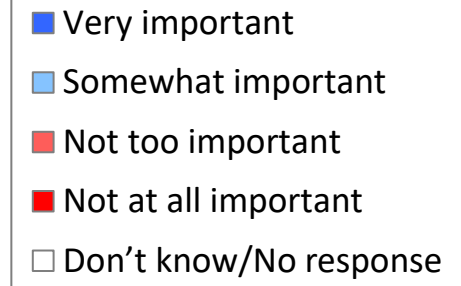 Very important
Somewhat important
Not too important
Not at all important
Don’t know/No response